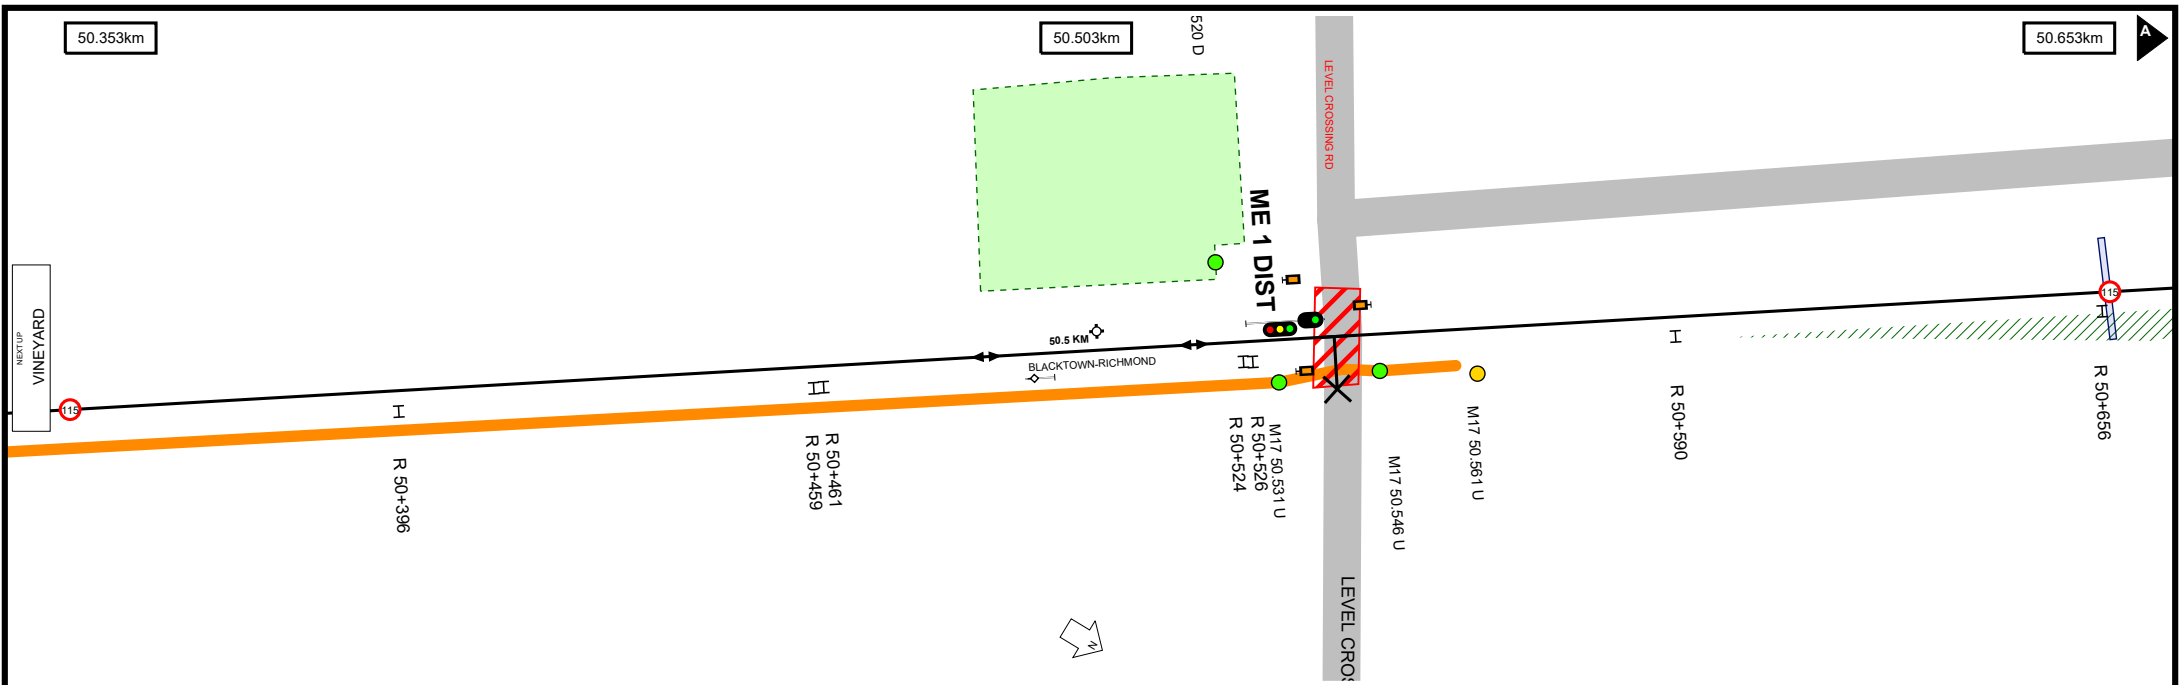 50.353km
50.503km
520 D
50.653km
A
LEVEL CROSSING RD
ME 1 DIST
NEXT UP
VINEYARD
115
50.5 KM
BLACKTOWN-RICHMOND
115
R 50+396
R 50+461
R 50+459
M17 50.531 U
R 50+526
R 50+524
M17 50.546 U
M17 50.561 U
R 50+590
R 50+656
LEVEL CROS
N